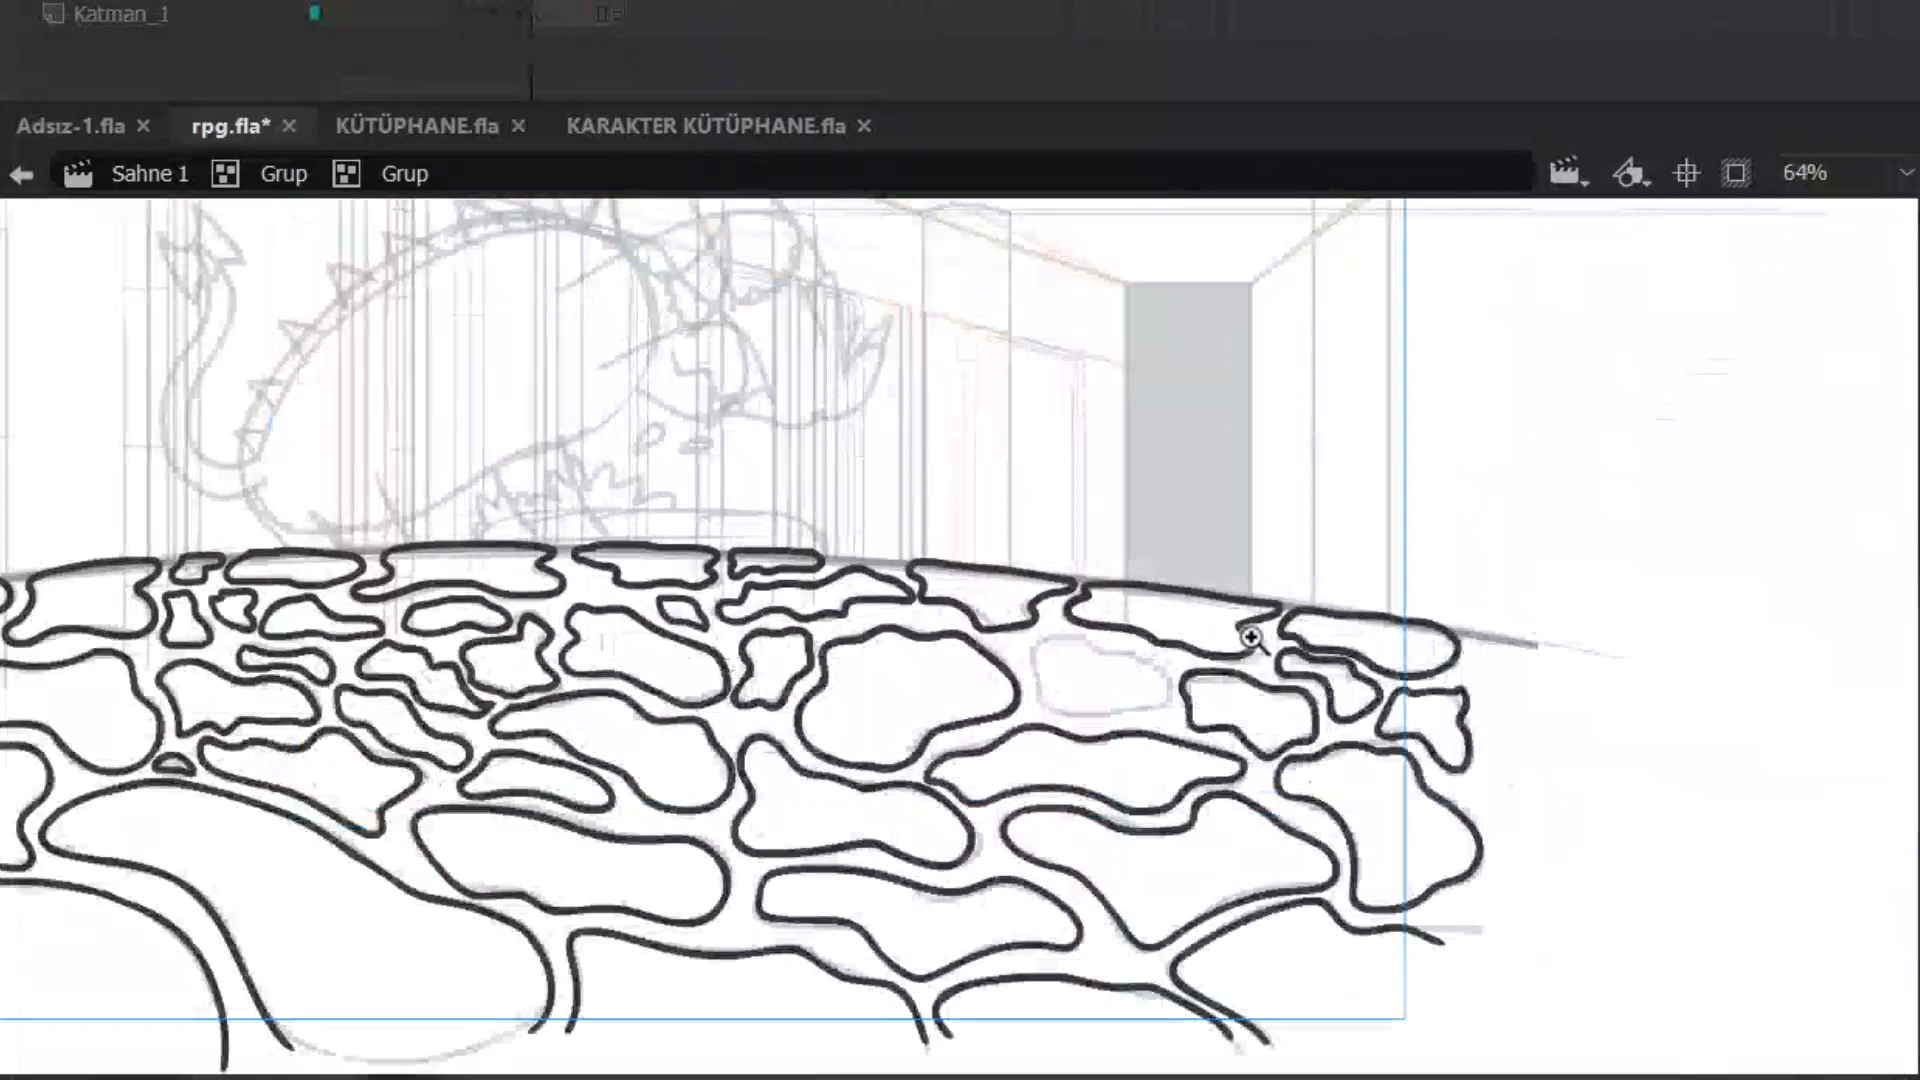 Katman_1
Adsız-1.fla rpg.fla* KÜTÜPHANE.fla KARAKTER KÜTÜPHANE.fla
Sahne 1 Grup Grup 64%